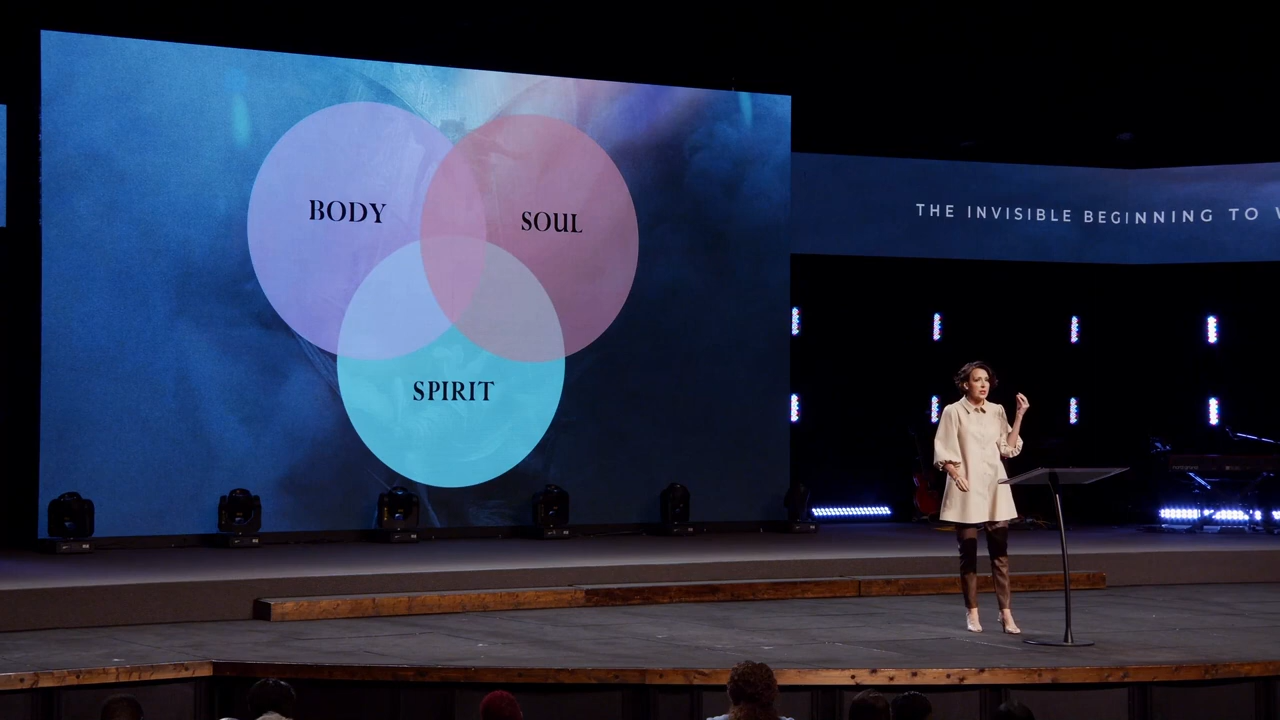 BODY
SOUL
SPIRIT
THE INVISIBLE BEGINNING TO